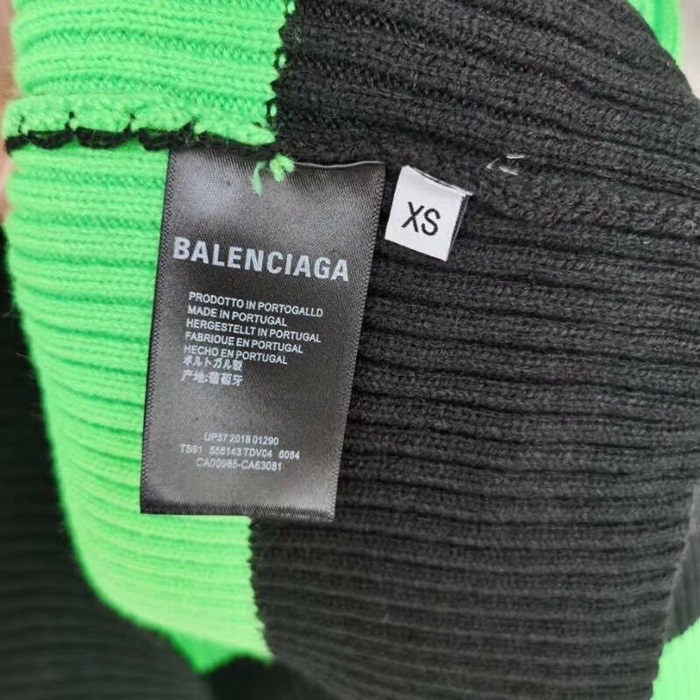 BALENCIAGA
XS
PRODOTTO IN PORTOGALLO
MADE IN PORTUGAL
HERGESTELLT IN PORTUGAL
FABRIQUE EN PORTUGAL
HECHO EN PORTUGAL
ポルトガル製
产地:葡萄牙
UP37 2018 01290
TS91 556143 TDV04 6084
CA00985-CA63081